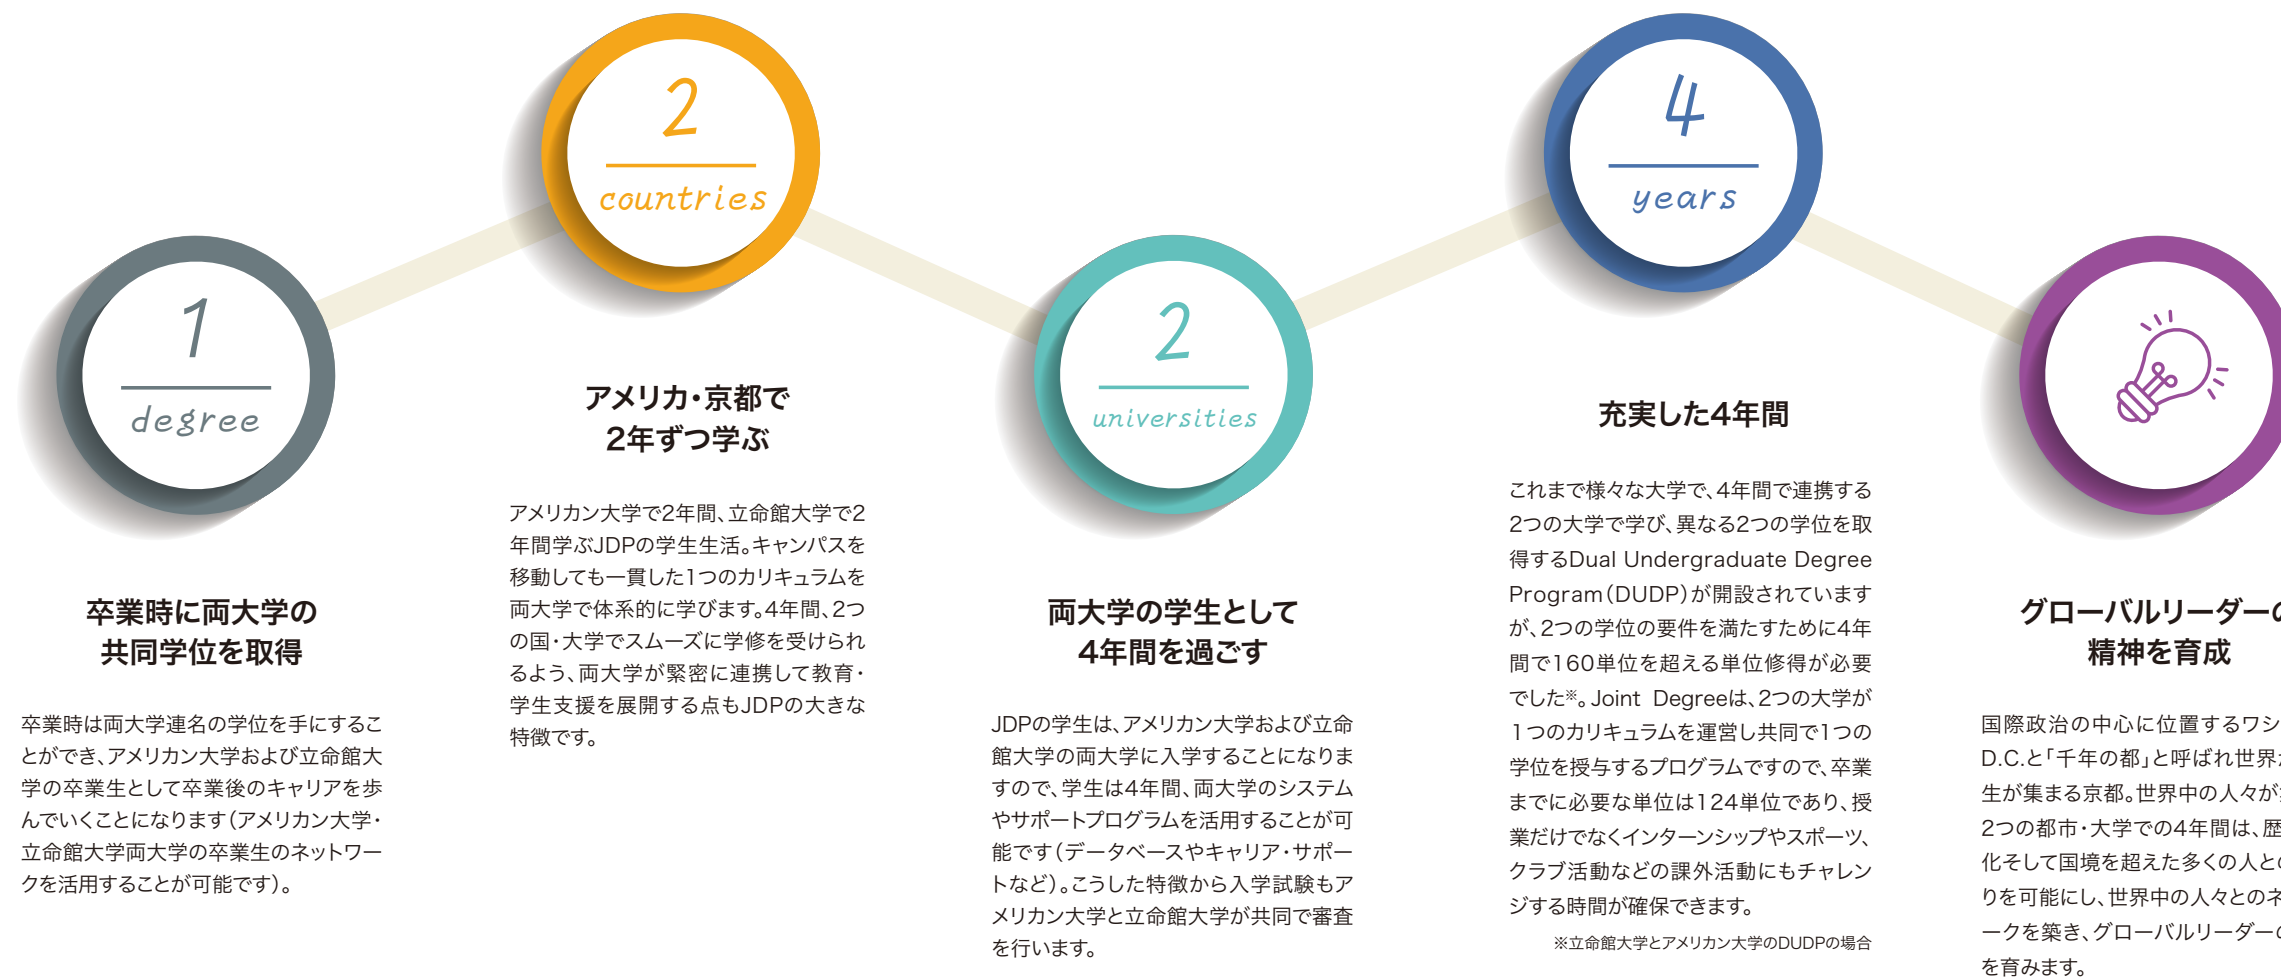 1
degree
卒業時に両大学の
共同学位を取得
卒業時は両大学連名の学位を手にするこ
とができ、アメリカン大学および立命館大
学の卒業生として卒業後のキャリアを歩
んでいくことになります（アメリカン大学・
立命館大学両大学の卒業生のネットワー
クを活用することが可能です）。
2
countries
アメリカ・京都で
2年ずつ学ぶ
アメリカン大学で2年間、立命館大学で2
年間学ぶJDPの学生生活。キャンパスを
移動しても一貫した1つのカリキュラムを
両大学で体系的に学びます。4年間、2つ
の国・大学でスムーズに学修を受けられ
るよう、両大学が緊密に連携して教育・
学生支援を展開する点もJDPの大きな
特徴です。
2
universities
両大学の学生として
4年間を過ごす
JDPの学生は、アメリカン大学および立命
館大学の両大学に入学することになりま
すので、学生は4年間、両大学のシステム
やサポートプログラムを活用することが可
能です（データベースやキャリア・サポー
トなど）。こうした特徴から入学試験もア
メリカン大学と立命館大学が共同で審査
を行います。
4
years
充実した4年間
これまで様々な大学で、4年間で連携する
2つの大学で学び、異なる2つの学位を取
得するDual Undergraduate Degree
Program（DUDP）が開設されています
が、2つの学位の要件を満たすために4年
間で160単位を超える単位修得が必要
でした※。Joint Degreeは、2つの大学が
1つのカリキュラムを運営し共同で1つの
学位を授与するプログラムですので、卒業
までに必要な単位は124単位であり、授
業だけでなくインターンシップやスポーツ、
クラブ活動などの課外活動にもチャレン
ジする時間が確保できます。
※立命館大学とアメリカン大学のDUDPの場合
グローバルリーダーの
精神を育成
国際政治の中心に位置するワシ
D.C.と「千年の都」と呼ばれ世界
生が集まる京都。世界中の人々が
2つの都市・大学での4年間は、歴
化そして国境を超えた多くの人と
りを可能にし、世界中の人々とのネ
ークを築き、グローバルリーダーの
を育みます。